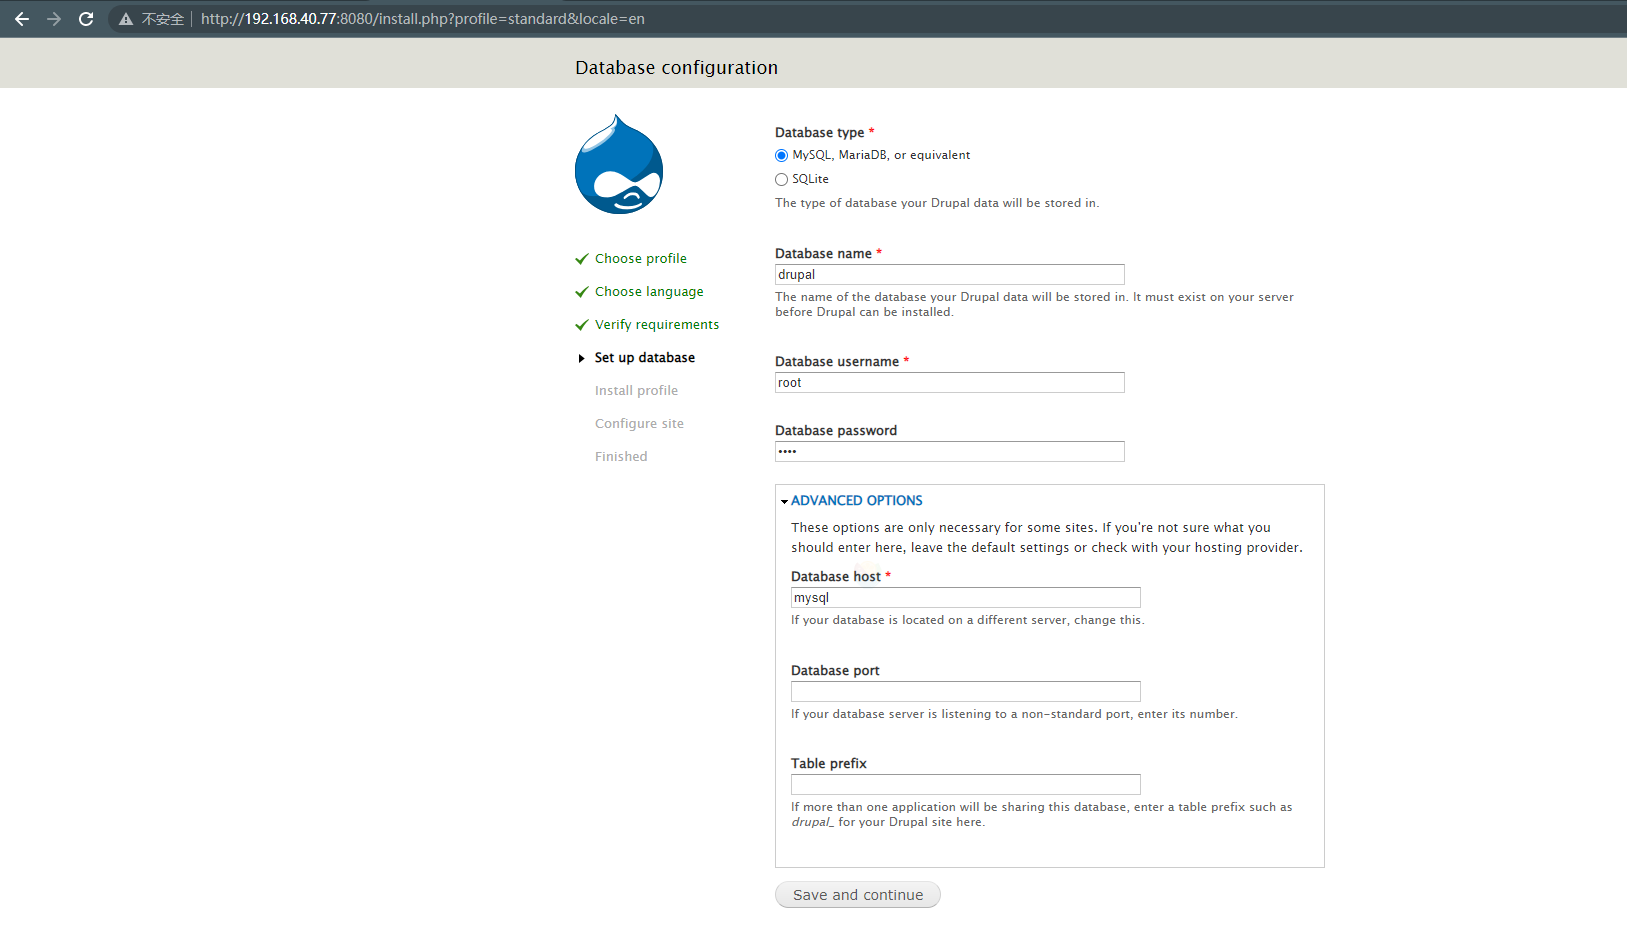 不安全 http://192.168.40.77:8080/install.php?profile=standard&locale=en
Database configuration
Choose profile
Choose language
Verify requirements
Set up database
Install profile
Configure site
Finished
Database type *
MySQL, MariaDB, or equivalent
SQLite
The type of database your Drupal data will be stored in.
Database name *
drupal
The name of the database your Drupal data will be stored in. It must exist on your server
before Drupal can be installed.
Database username *
root
Database password
••••
ADVANCED OPTIONS
These options are only necessary for some sites. If you're not sure what you
should enter here, leave the default settings or check with your hosting provider.
Database host *
mysql
If your database is located on a different server, change this.
Database port
If your database server is listening to a non-standard port, enter its number.
Table prefix
If more than one application will be sharing this database, enter a table prefix such as
drupal_ for your Drupal site here.
Save and continue